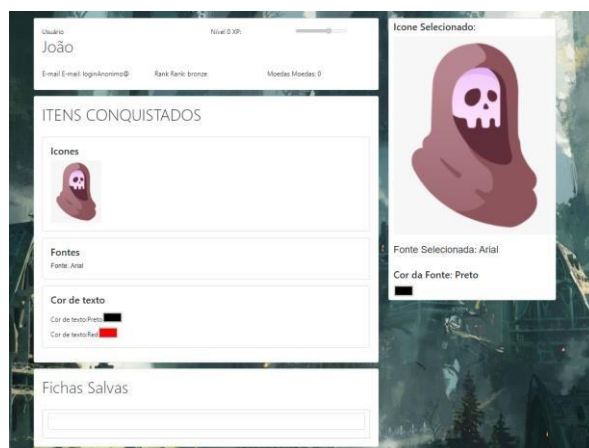 Usuário
Nível 0 XP:
João
E-mail E-mail: loginAnonimo@
Rank Rank: bronze
Moedas Moedas: 0
ITENS CONQUISTADOS
Icones
Fontes
Fonte: Arial
Cor de texto
Cor de texto:Preto
Cor de texto:Red
Fichas Salvas
Icone Selecionado:
Fonte Selecionada: Arial
Cor da Fonte: Preto